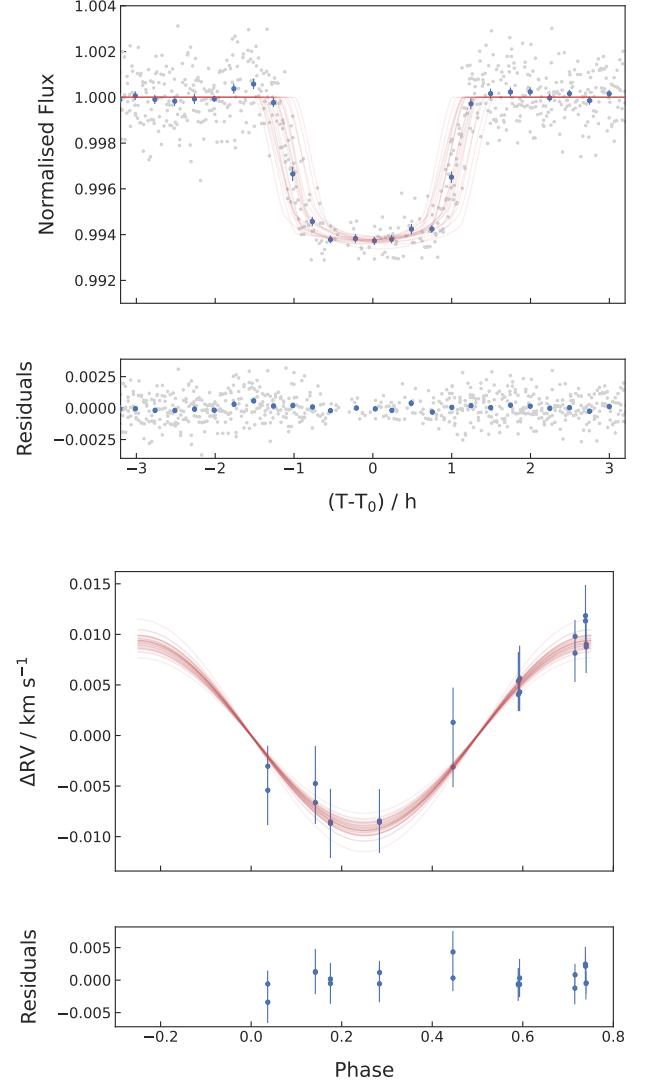 1.004
1.002
1.000
0.998
0.996
0.994
0.992
Normalised Flux
0.0025
0.0000
−0.0025
Residuals
−3 −2 −1 0 1 2 3
(T-T0) / h
0.015
0.010
0.005
0.000
−0.005
−0.010
ΔRV / km s−1
0.005
0.000
−0.005
Residuals
−0.2 0.0 0.2 0.4 0.6 0.8
Phase